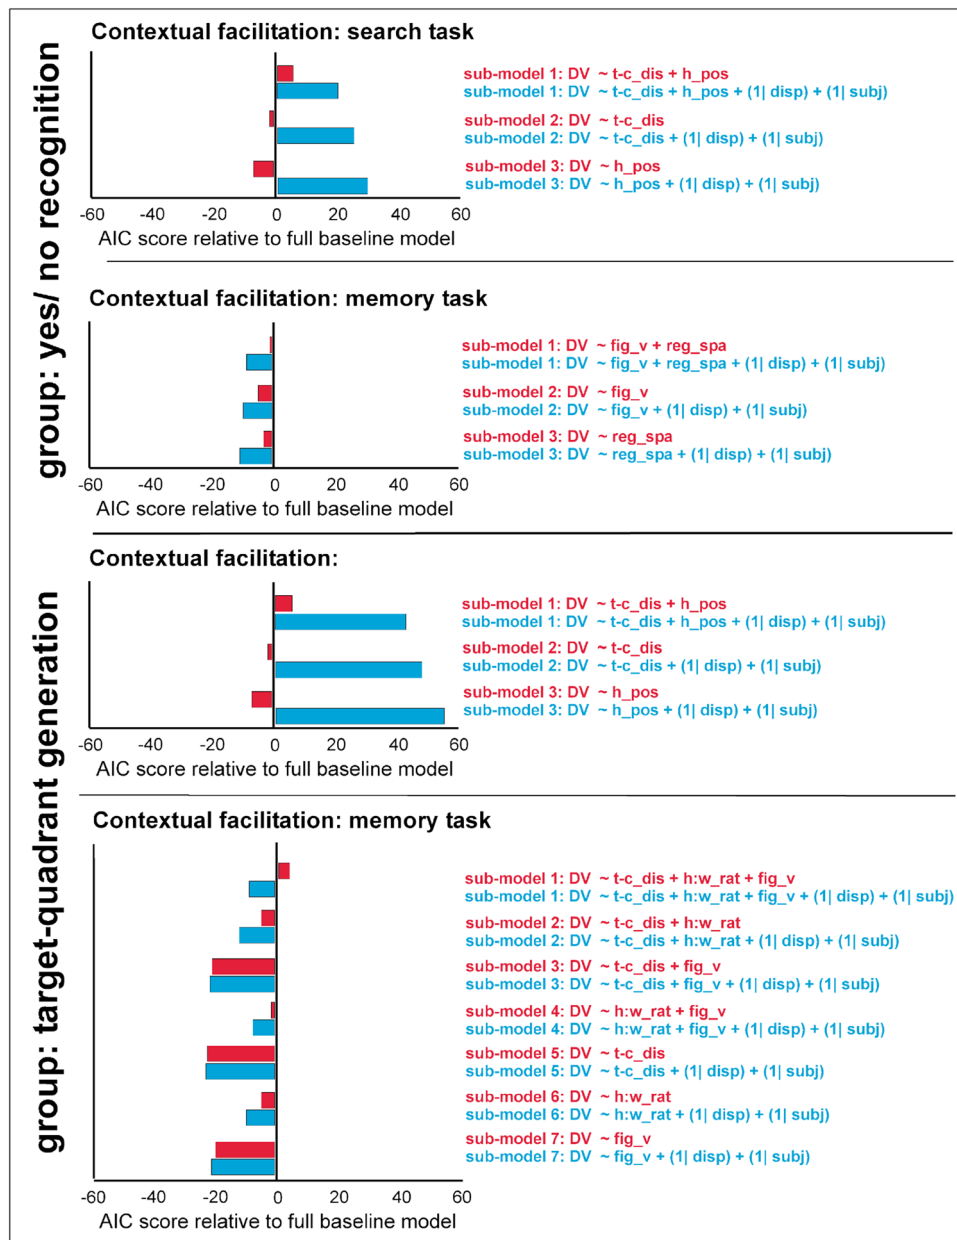 group: yes/ no recognition
Contextual facilitation: search task
sub-model 1: DV ~ t-c_dis + h_pos
sub-model 1: DV ~ t-c_dis + h_pos + (1| disp) + (1| subj)
sub-model 2: DV ~ t-c_dis
sub-model 2: DV ~ t-c_dis + (1| disp) + (1| subj)
sub-model 3: DV ~ h_pos
sub-model 3: DV ~ h_pos + (1| disp) + (1| subj)
-60 -40 -20 0 20 40 60
AIC score relative to full baseline model
Contextual facilitation: memory task
sub-model 1: DV ~ fig_v + reg_spa
sub-model 1: DV ~ fig_v + reg_spa + (1| disp) + (1| subj)
sub-model 2: DV ~ fig_v
sub-model 2: DV ~ fig_v + (1| disp) + (1| subj)
sub-model 3: DV ~ reg_spa
sub-model 3: DV ~ reg_spa + (1| disp) + (1| subj)
-60 -40 -20 0 20 40 60
AIC score relative to full baseline model
group: target-quadrant generation
Contextual facilitation:
sub-model 1: DV ~ t-c_dis + h_pos
sub-model 1: DV ~ t-c_dis + h_pos + (1| disp) + (1| subj)
sub-model 2: DV ~ t-c_dis
sub-model 2: DV ~ t-c_dis + (1| disp) + (1| subj)
sub-model 3: DV ~ h_pos
sub-model 3: DV ~ h_pos + (1| disp) + (1| subj)
-60 -40 -20 0 20 40 60
AIC score relative to full baseline model
Contextual facilitation: memory task
sub-model 1: DV ~ t-c_dis + h:w_rat + fig_v
sub-model 1: DV ~ t-c_dis + h:w_rat + fig_v + (1| disp) + (1| subj)
sub-model 2: DV ~ t-c_dis + h:w_rat
sub-model 2: DV ~ t-c_dis + h:w_rat + (1| disp) + (1| subj)
sub-model 3: DV ~ t-c_dis + fig_v
sub-model 3: DV ~ t-c_dis + fig_v + (1| disp) + (1| subj)
sub-model 4: DV ~ h:w_rat + fig_v
sub-model 4: DV ~ h:w_rat + fig_v + (1| disp) + (1| subj)
sub-model 5: DV ~ t-c_dis
sub-model 5: DV ~ t-c_dis + (1| disp) + (1| subj)
sub-model 6: DV ~ h:w_rat
sub-model 6: DV ~ h:w_rat + (1| disp) + (1| subj)
sub-model 7: DV ~ fig_v
sub-model 7: DV ~ fig_v + (1| disp) + (1| subj)
-60 -40 -20 0 20 40 60
AIC score relative to full baseline model